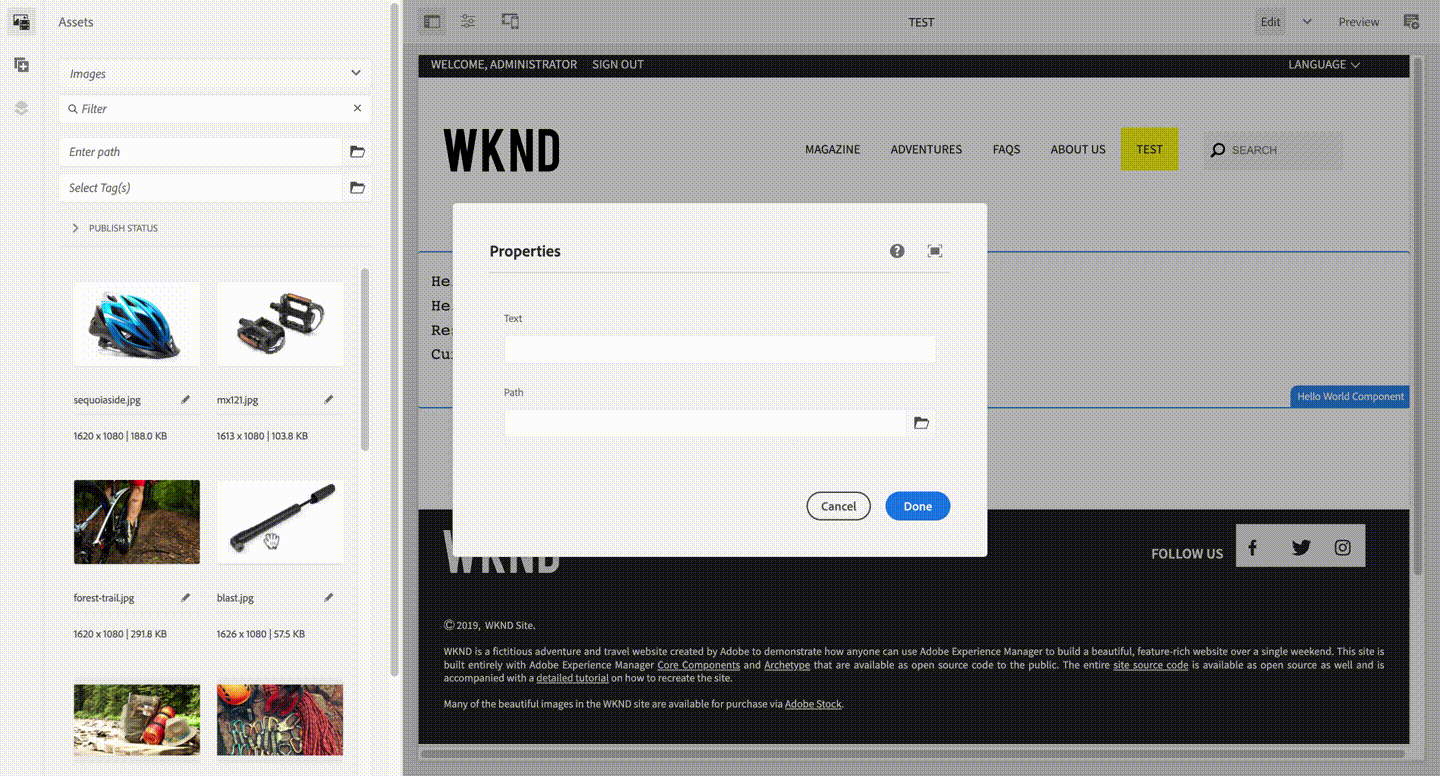 Assets
Images
Filter
Enter path
Select Tag(s)
PUBLISH STATUS
sequoiaside.jpg
mx121.jpg
1620 x 1080 | 188.0 KB
1613 x 1080 | 103.8 KB
forest-trail.jpg
blast.jpg
1620 x 1080 | 291.8 KB
1626 x 1080 | 57.5 KB
TEST
Edit
Preview
WELCOME, ADMINISTRATOR SIGN OUT
LANGUAGE
WKND
MAGAZINE
ADVENTURES
FAQS
ABOUT US
TEST
SEARCH
Properties
Text
Path
Cancel
Done
Hello World Component
WKND
FOLLOW US
© 2019, WKND Site.
WKND is a fictitious adventure and travel website created by Adobe to demonstrate how anyone can use Adobe Experience Manager to build a beautiful, feature-rich website over a single weekend. This site is
built entirely with Adobe Experience Manager Core Components and Archetype that are available as open source code to the public. The entire site source code is available as open source as well and is
accompanied with a detailed tutorial on how to recreate the site.
Many of the beautiful images in the WKND site are available for purchase via Adobe Stock.